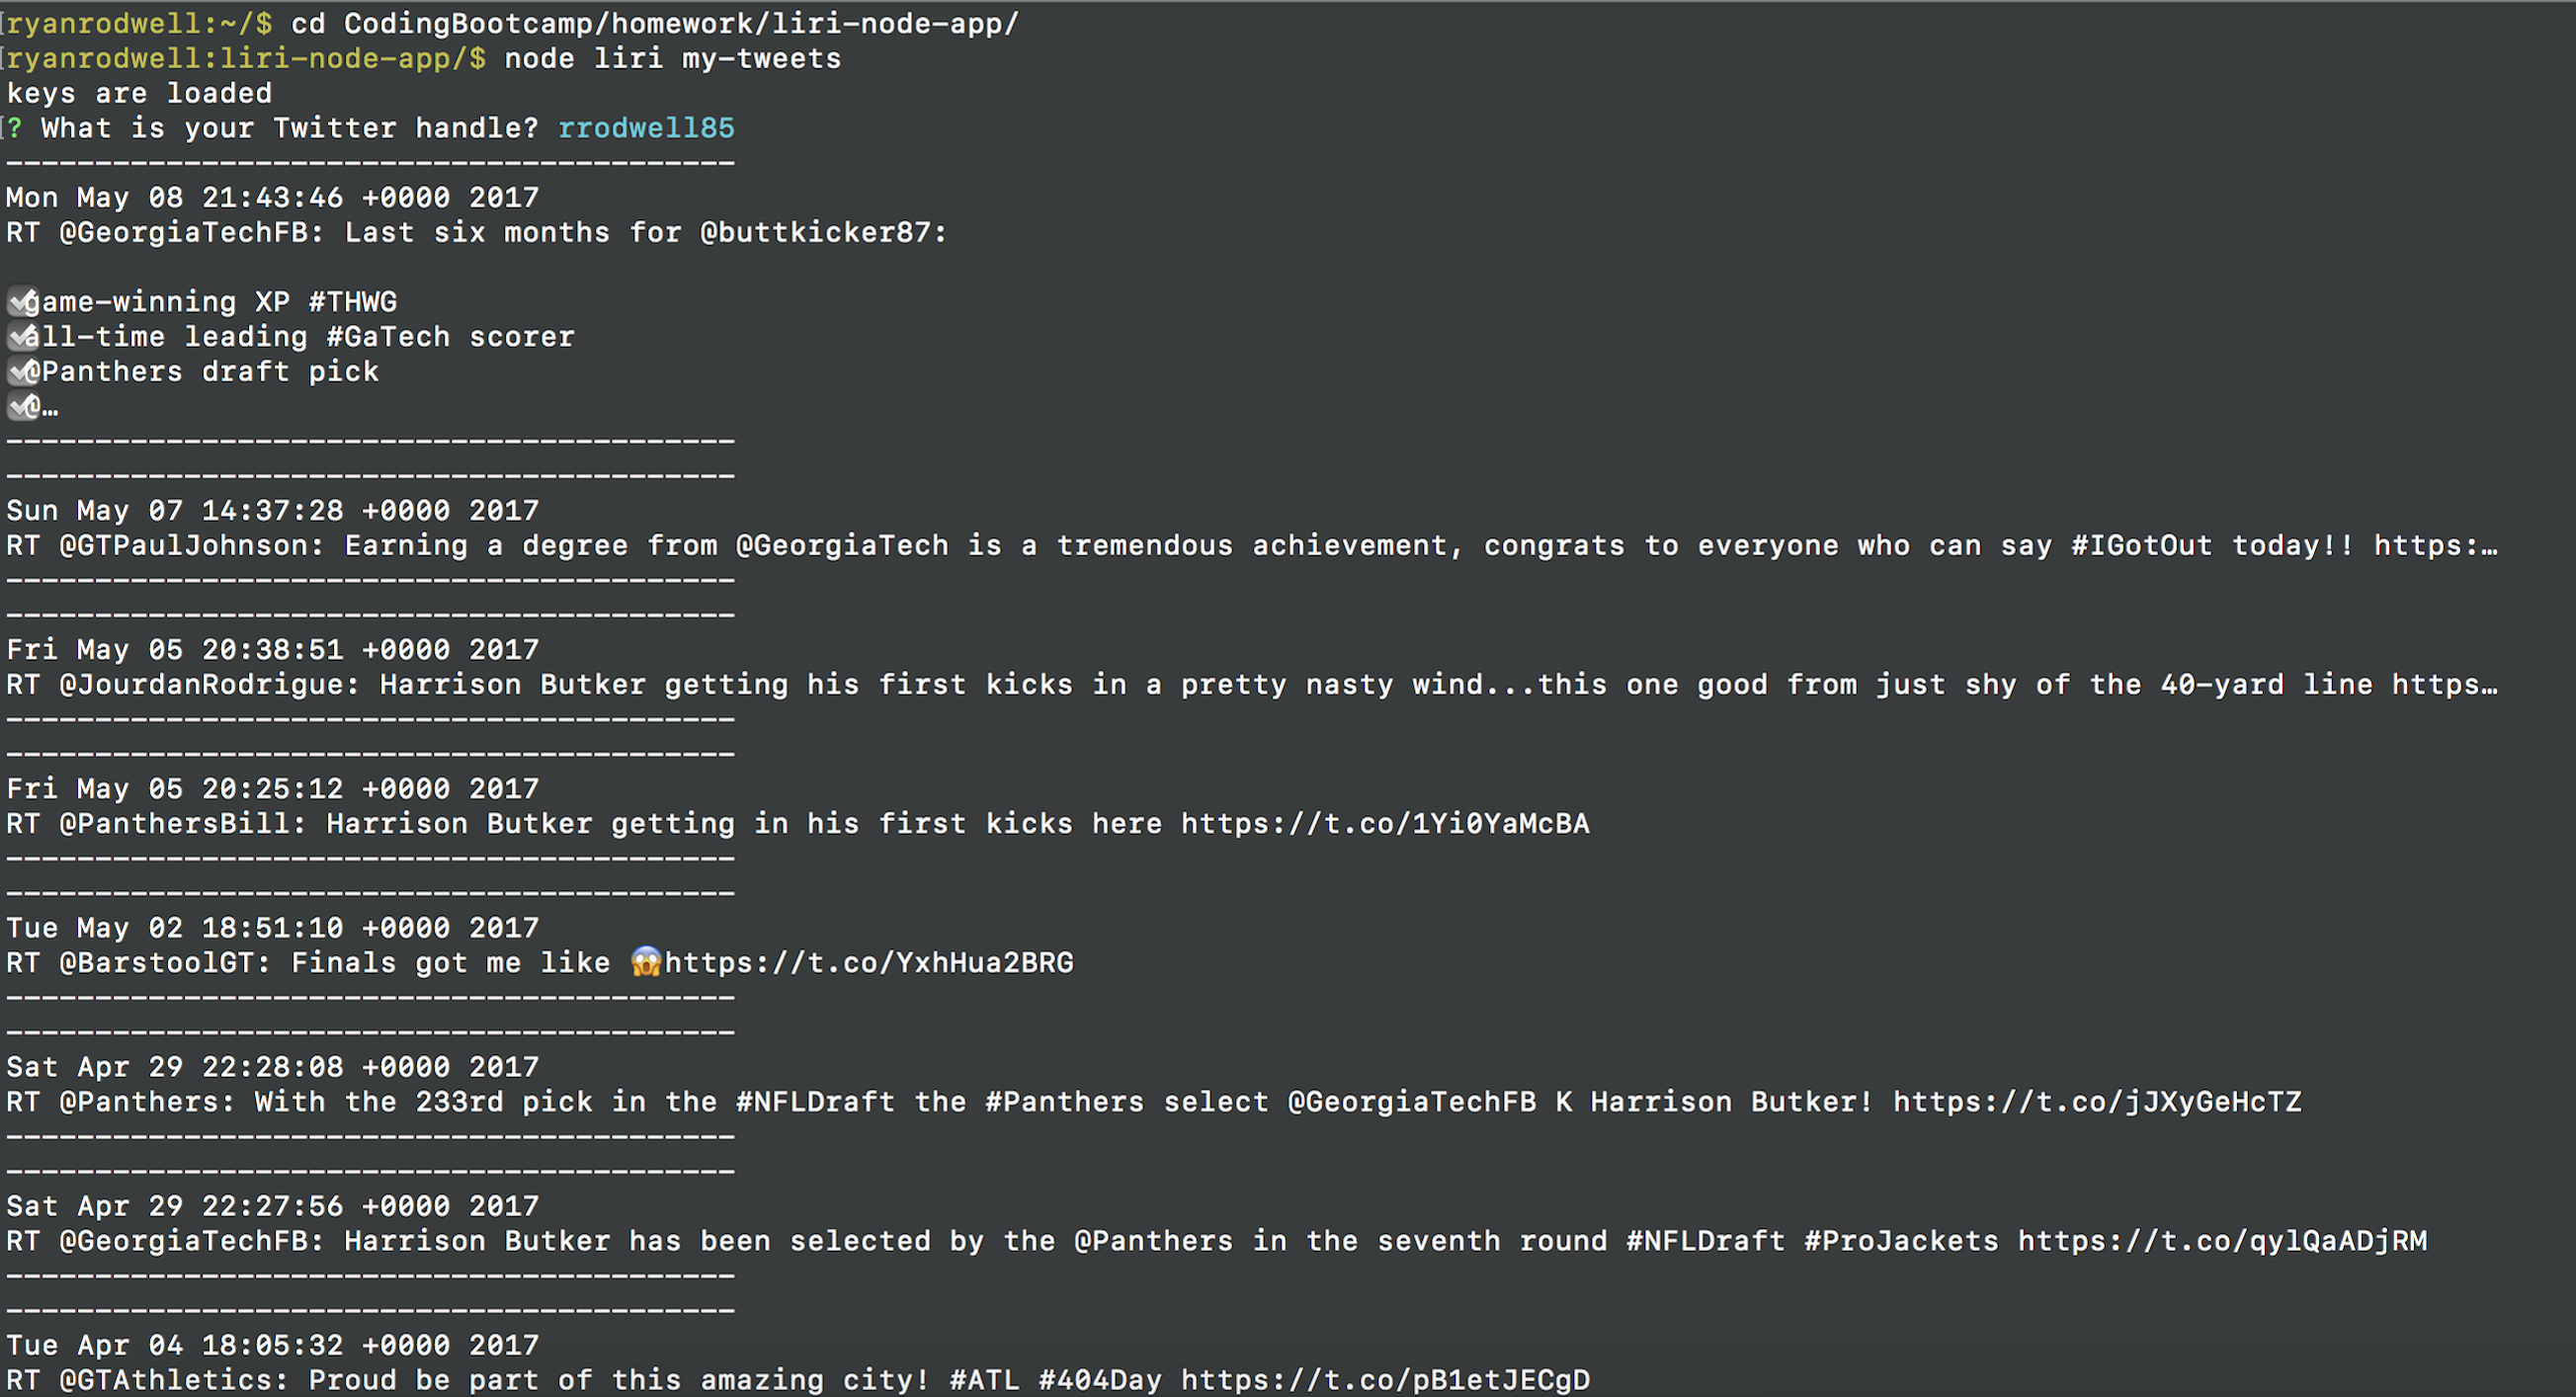 ryanrodwell:~/$ cd CodingBootcamp/homework/liri-node-app/
ryanrodwell:liri-node-app/$ node liri my-tweets
keys are loaded
? What is your Twitter handle? rrodwell85
-----------------------------------------
Mon May 08 21:43:46 +0000 2017
RT @GeorgiaTechFB: Last six months for @buttkicker87:
✔game-winning XP #THWG
✔all-time leading #GaTech scorer
✔@Panthers draft pick
✔@…
-----------------------------------------
-----------------------------------------
Sun May 07 14:37:28 +0000 2017
RT @GTPaulJohnson: Earning a degree from @GeorgiaTech is a tremendous achievement, congrats to everyone who can say #IGotOut today!! https:…
-----------------------------------------
-----------------------------------------
Fri May 05 20:38:51 +0000 2017
RT @JourdanRodrigue: Harrison Butker getting his first kicks in a pretty nasty wind...this one good from just shy of the 40-yard line https…
-----------------------------------------
-----------------------------------------
Fri May 05 20:25:12 +0000 2017
RT @PanthersBill: Harrison Butker getting in his first kicks here https://t.co/1Yi0YaMcBA
-----------------------------------------
-----------------------------------------
Tue May 02 18:51:10 +0000 2017
RT @BarstoolGT: Finals got me like 😱https://t.co/YxhHua2BRG
-----------------------------------------
-----------------------------------------
Sat Apr 29 22:28:08 +0000 2017
RT @Panthers: With the 233rd pick in the #NFLDraft the #Panthers select @GeorgiaTechFB K Harrison Butker! https://t.co/jJXyGeHcTZ
-----------------------------------------
-----------------------------------------
Sat Apr 29 22:27:56 +0000 2017
RT @GeorgiaTechFB: Harrison Butker has been selected by the @Panthers in the seventh round #NFLDraft #ProJackets https://t.co/qylQaADjRM
-----------------------------------------
-----------------------------------------
Tue Apr 04 18:05:32 +0000 2017
RT @GTAthletics: Proud be part of this amazing city! #ATL #404Day https://t.co/pB1etJECgD